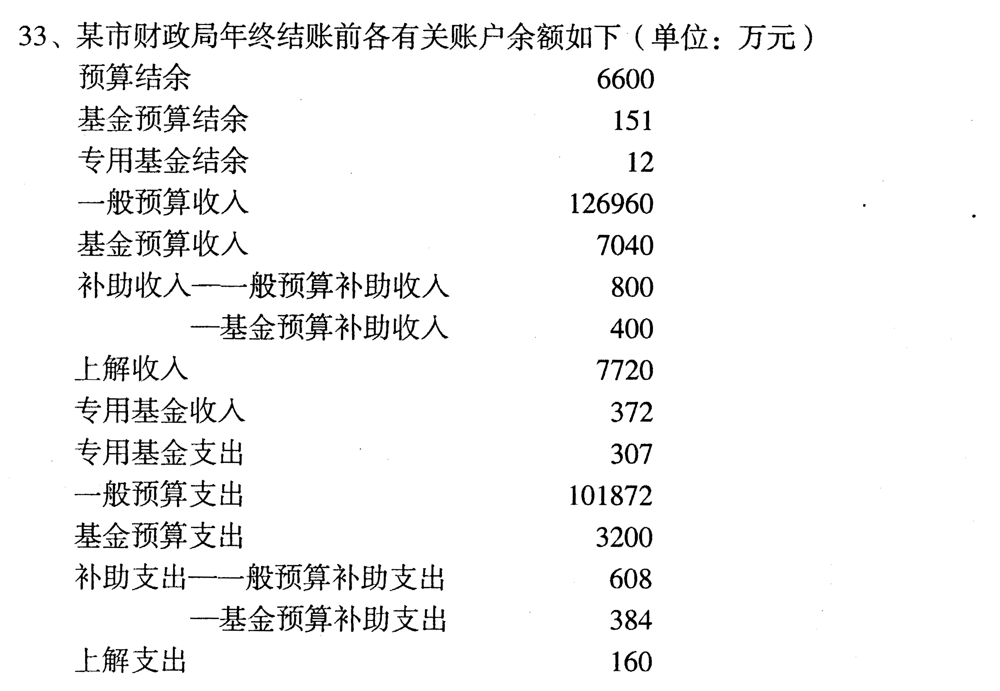 33、某市财政局年终结账前各有关账户余额如下（单位：万元）
预算结余 6600
基金预算结余 151
专用基金结余 12
一般预算收入 126960
基金预算收入 7040
补助收入——一般预算补助收入 800
—基金预算补助收入 400
上解收入 7720
专用基金收入 372
专用基金支出 307
一般预算支出 101872
基金预算支出 3200
补助支出——一般预算补助支出 608
—基金预算补助支出 384
上解支出 160